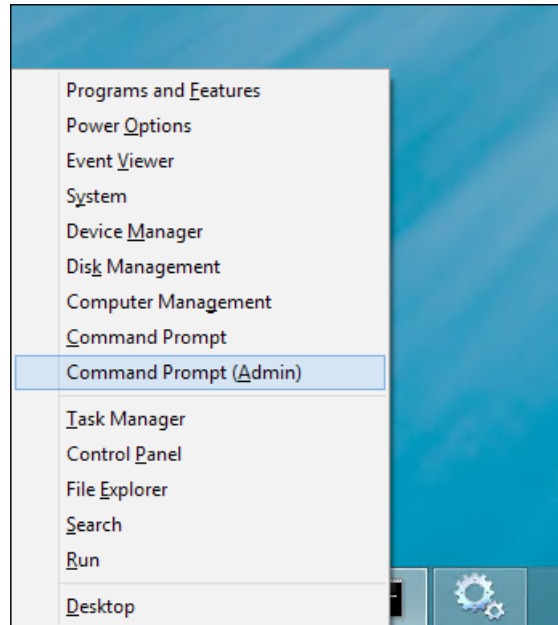 Programs and Features
Power Options
Event Viewer
System
Device Manager
Disk Management
Computer Management
Command Prompt
Command Prompt (Admin)
Task Manager
Control Panel
File Explorer
Search
Run
Desktop